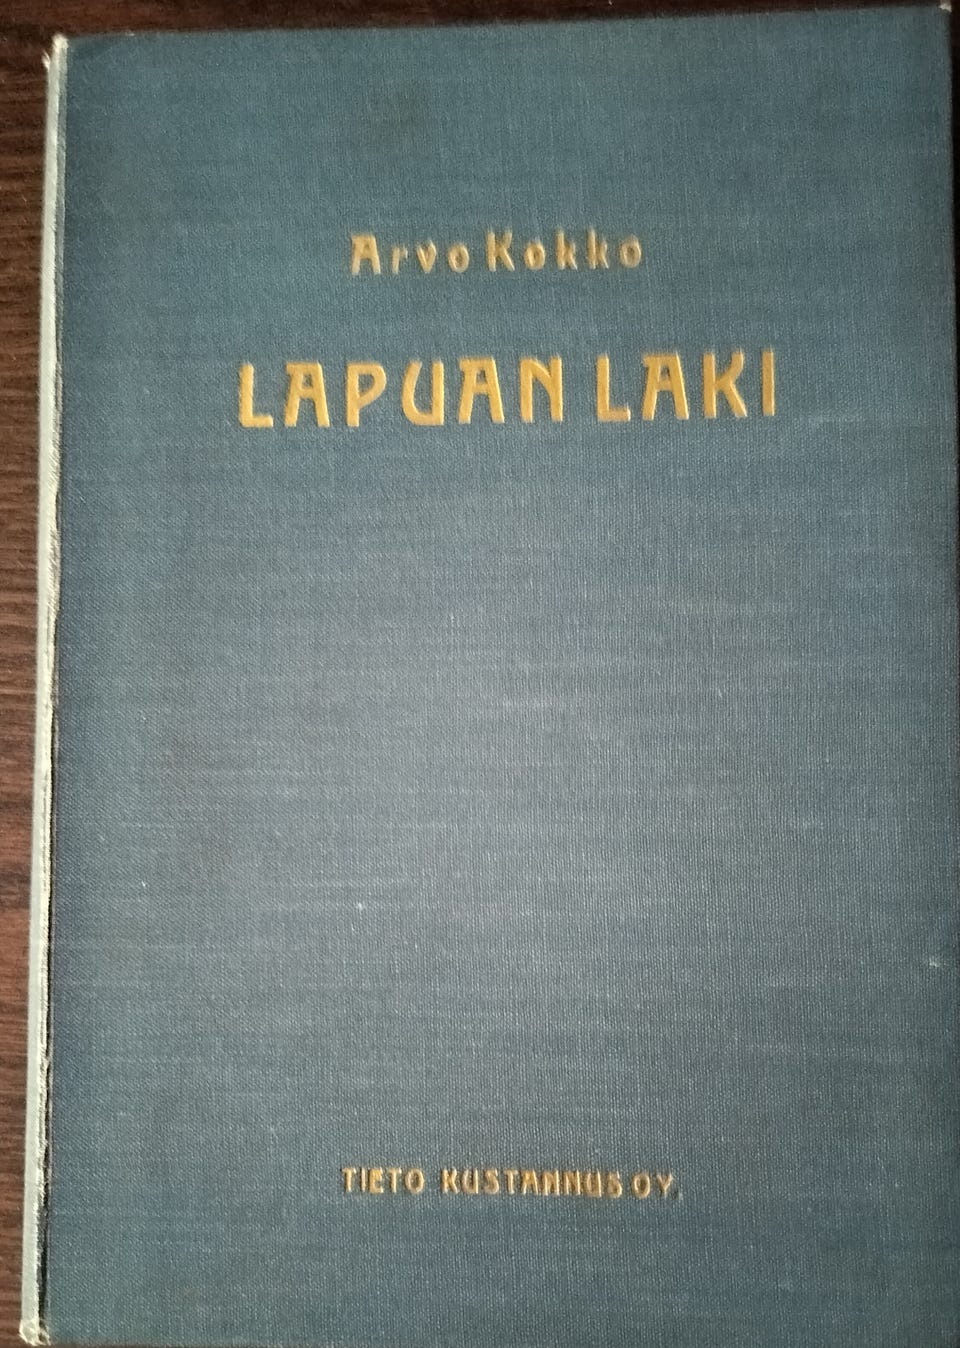 Arvo Kokko
LAPUAN LAKI
TIETO KUSTANNUS OY.